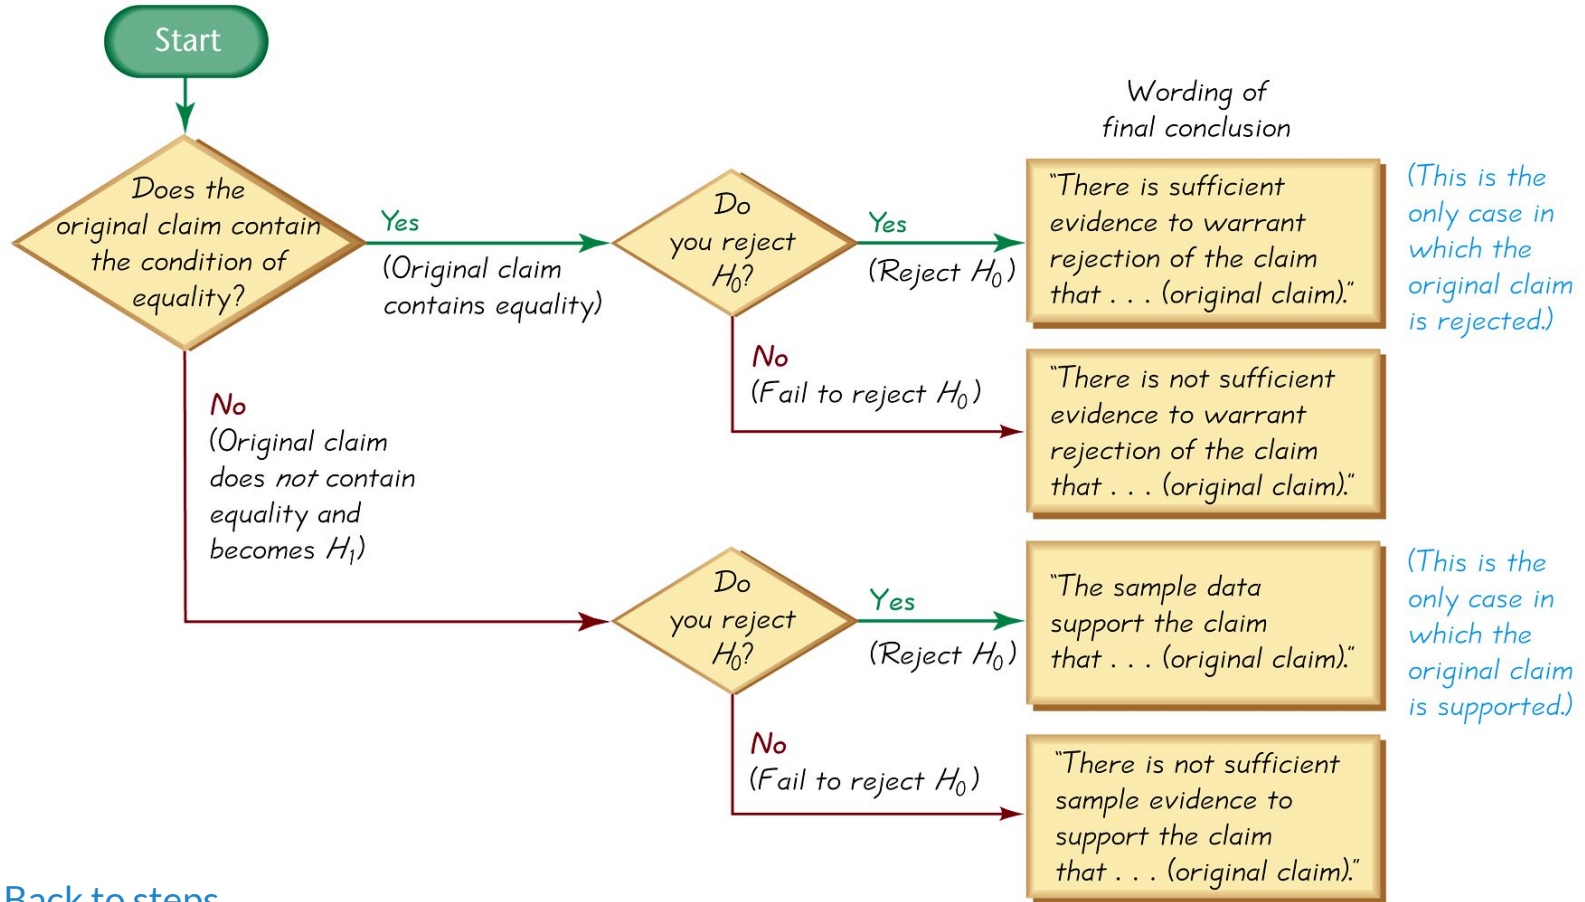 Start
Does the
original claim contain
the condition of
equality?
Yes
(Original claim
contains equality)
Do
you reject
H₀?
Yes
(Reject H₀)
Wording of
final conclusion
"There is sufficient
evidence to warrant
rejection of the claim
that . . . (original claim)."
(This is the
only case in
which the
original claim
is rejected.)
No
(Fail to reject H₀)
"There is not sufficient
evidence to warrant
rejection of the claim
that . . . (original claim)."
No
(Original claim
does not contain
equality and
becomes H₁)
Do
you reject
H₀?
Yes
(Reject H₀)
"The sample data
support the claim
that . . . (original claim)."
(This is the
only case in
which the
original claim
is supported.)
No
(Fail to reject H₀)
"There is not sufficient
sample evidence to
support the claim
that . . . (original claim)."
Back to steps